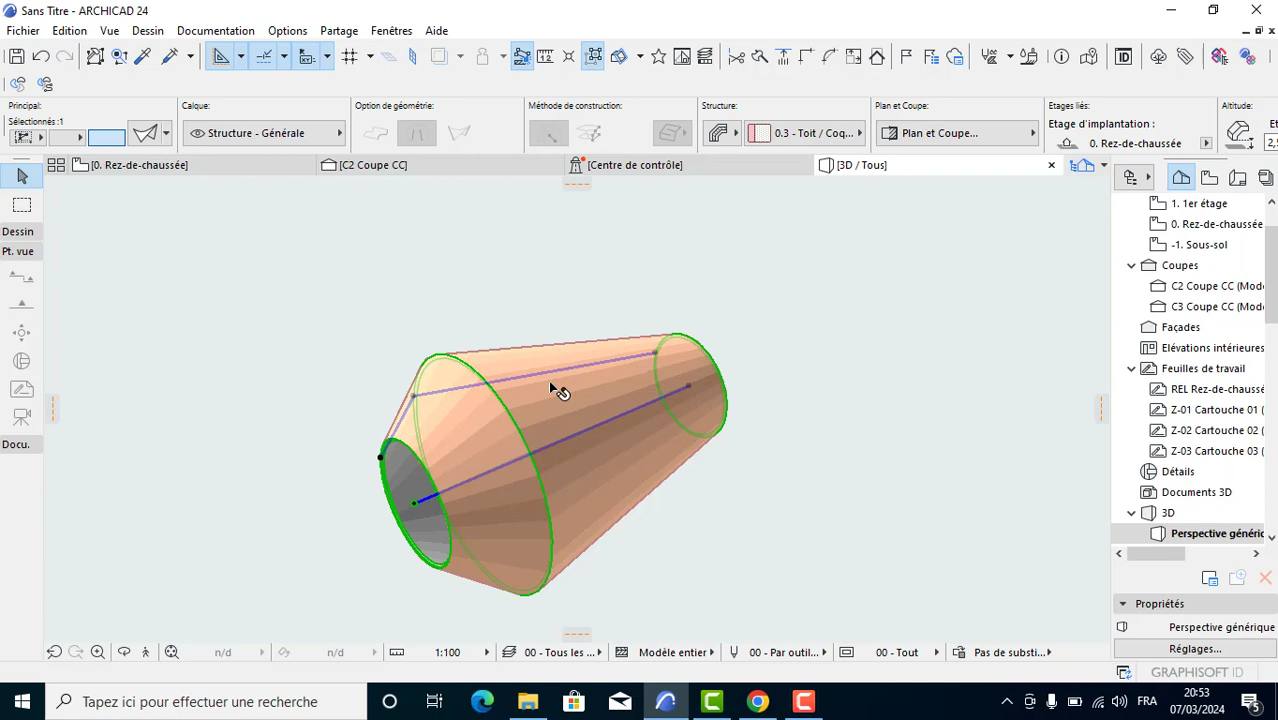 Sans Titre - ARCHICAD 24
Fichier Edition Vue Dessin Documentation Options Partage Fenêtres Aide
Principal: Option de géométrie: Méthode de construction: Structure: Plan et Coupe: Etages liés: Altitude:
Sélectionnés :1 Structure - Générale 0.3 - Toit / Coq... Plan et Coupe... Etage d'implantation : 0. Rez-de-chaussée
[0. Rez-de-chaussée] [C2 Coupe CC] [Centre de contrôle] [3D / Tous]
Dessin
Pt. vue
Docu.
1. 1er étage
0. Rez-de-chaussée
-1. Sous-sol
Coupes
C2 Coupe CC (Mod
C3 Coupe CC (Mod
Façades
Elévations intérieures
Feuilles de travail
REL Rez-de-chaussé
Z-01 Cartouche 01 (
Z-02 Cartouche 02 (
Z-03 Cartouche 03 (
Détails
Documents 3D
3D
Perspective généric
Propriétés
Perspective générique
Réglages...
n/d n/d 1:100 00 - Tous les ... Modèle entier 00 - Par outil... 00 - Tout Pas de substi...
GRAPHISOFT ID
Tapez ici pour effectuer une recherche
FRA
20:53
07/03/2024
5